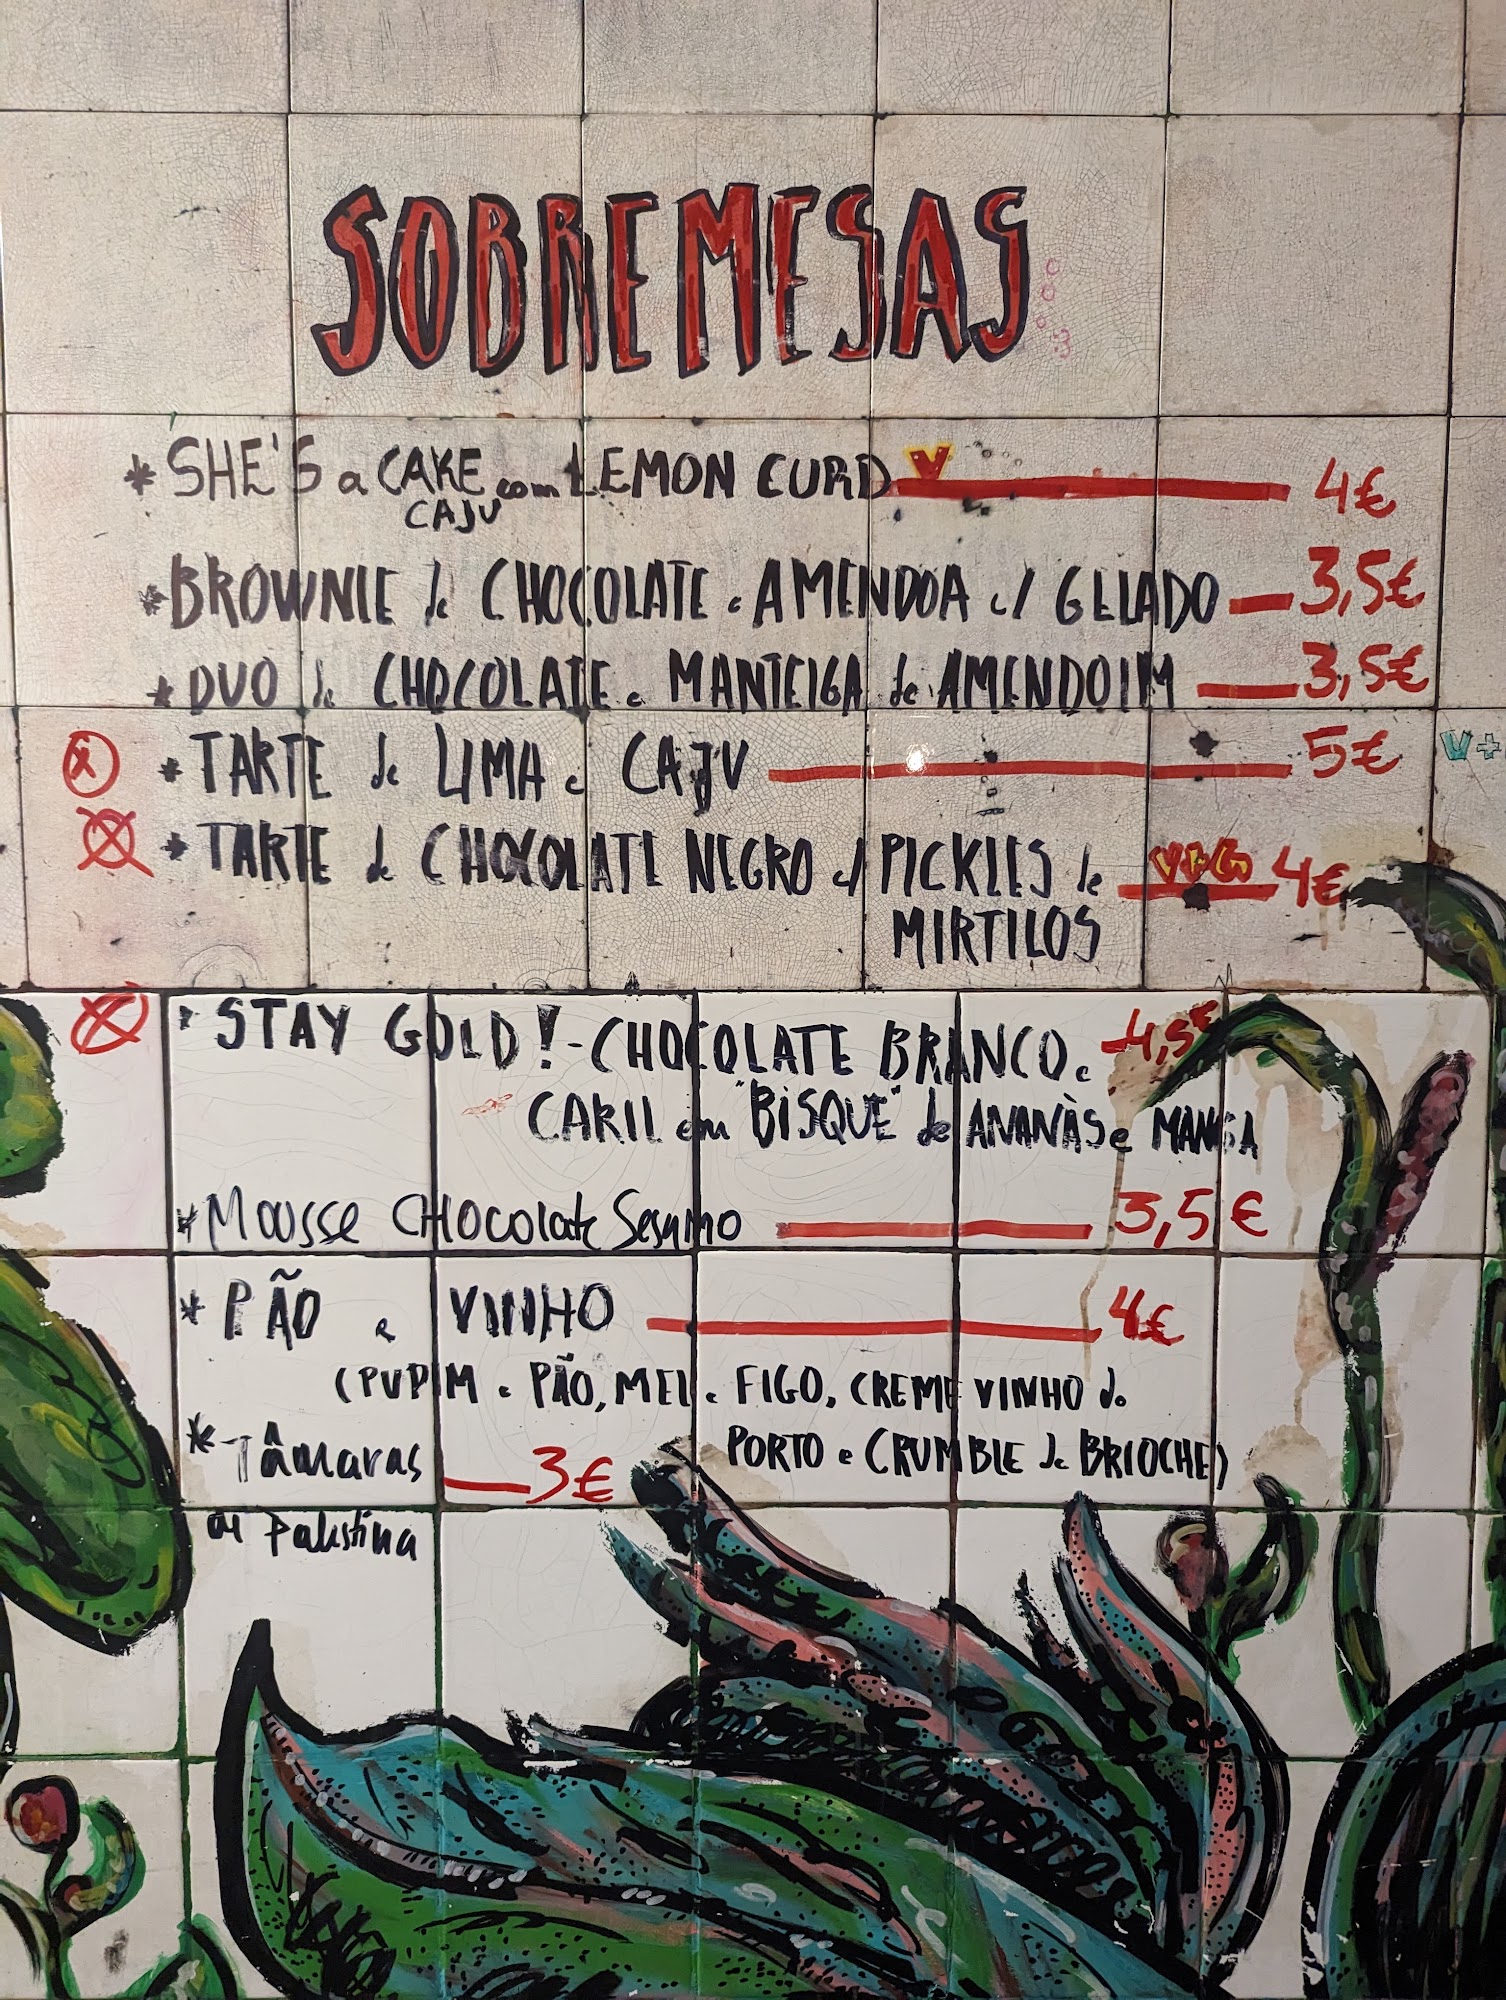 SOBREMESAS
* SHE'S a CAKE com LEMON CURD V 4€
CAJU
* BROWNIE de CHOCOLATE e AMENDOA c/ GELADO 3,5€
* DUO de CHOCOLATE e MANTEIGA de AMENDOIM 3,5€
* TARTE de LIMA e CAJU 5€ V+
* TARTE de CHOCOLATE NEGRO c/ PICKLES de VEG 4€
MIRTILOS
* STAY GOLD! - CHOCOLATE BRANCO e 4,5€
CARIL em "BISQUE" de ANANÀS e MANGA
* MOUSSE CHOCOLATE Sesamo 3,5€
* PÃO e VINHO 4€
(PUDIM e PÃO, MEL e FIGO, CREME VINHO do
PORTO e CRUMBLE de BRIOCHE)
* Tâmaras 3€
da Palestina